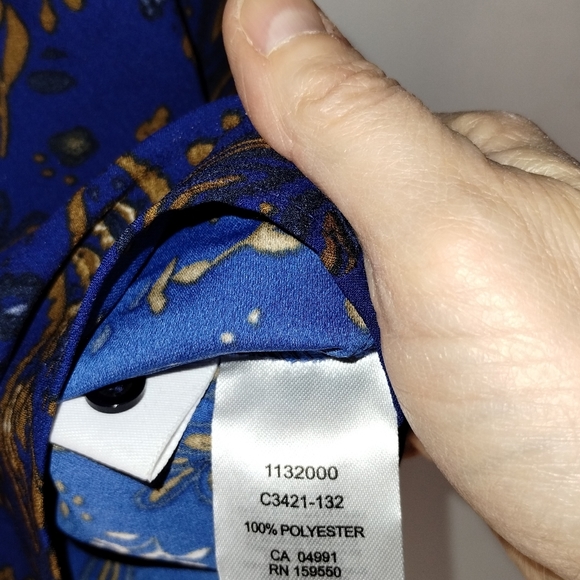 1132000
C3421-132
100% POLYESTER
CA 04991
RN 159550